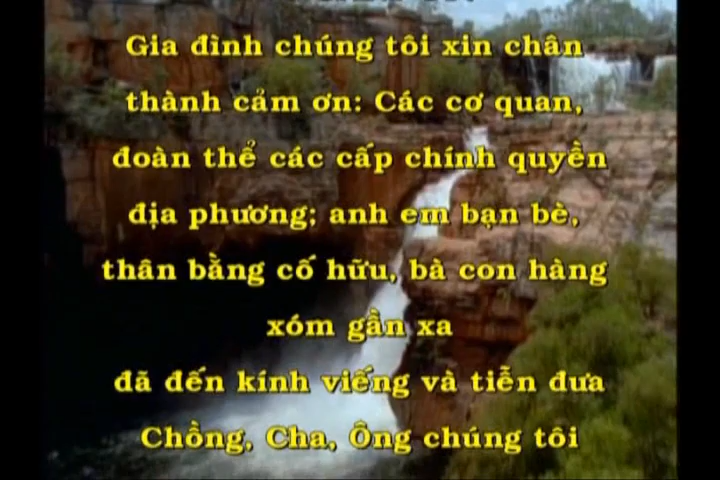 Gia đình chúng tôi xin chân
thành cảm ơn: Các cơ quan,
đoàn thể các cấp chính quyền
địa phương; anh em bạn bè,
thân bằng cố hữu, bà con hàng
xóm gần xa
đã đến kính viếng và tiễn đưa
Chồng, Cha, Ông chúng tôi